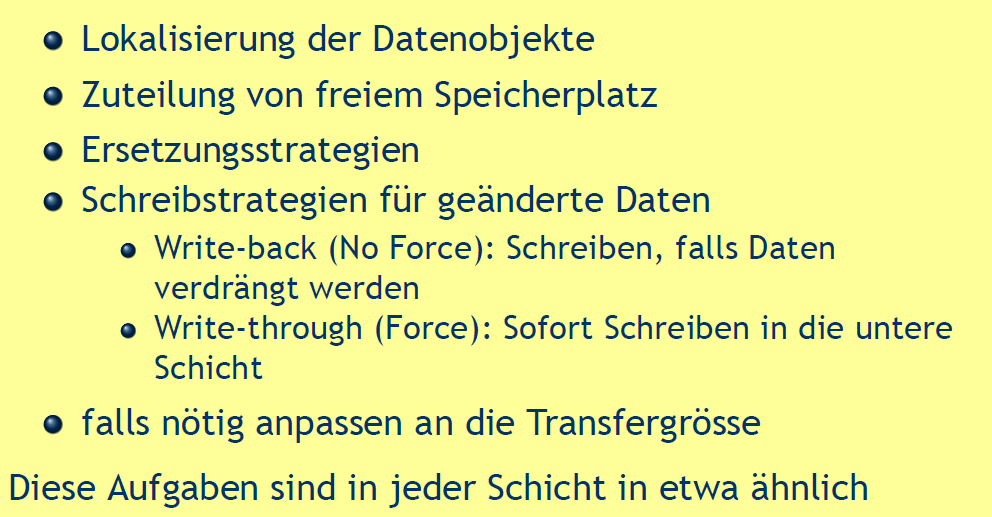 Lokalisierung der Datenobjekte
Zuteilung von freiem Speicherplatz
Ersetzungsstrategien
Schreibstrategien für geänderte Daten
Write-back (No Force): Schreiben, falls Daten
verdrängt werden
Write-through (Force): Sofort Schreiben in die untere
Schicht
falls nötig anpassen an die Transfergrösse
Diese Aufgaben sind in jeder Schicht in etwa ähnlich